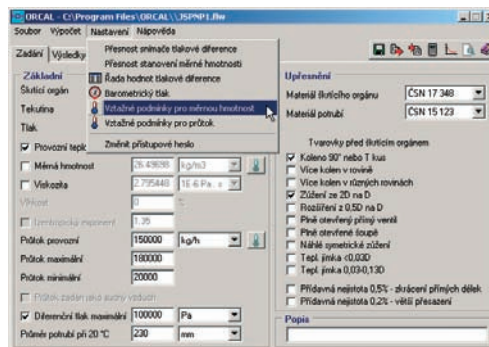 ORCAL - C:\Program Files\ORCAL\\JSPNP1.flw
Soubor Výpočet Nastavení Nápověda
Přesnost snímače tlakové diference
Přesnost stanovení měrné hmotnosti
Řada hodnot tlakové diference
Barometrický tlak
Vztažné podmínky pro měrnou hmotnost
Vztažné podmínky pro průtok
Změnit přístupové heslo
Zadání Výsledky
Základní
Škrticí orgán
Tekutina
Tlak
Provozní tepl
Měrná hmotnost 26.49698 kg/m3
Viskozita 2.795448 1E-6 Pa . s
Vlhkost 0 %
Izentropický exponent 1.35
Průtok provozní 150000 kg/h
Průtok maximální 180000
Průtok minimální 20000
Průtok zadán jako suchý vzduch
Diferenční tlak maximální 100000 Pa
Průměr potrubí při 20 °C 230 mm
Upřesnění
Materiál škrticího orgánu ČSN 17 348
Materiál potrubí ČSN 15 123
Tvarovky před škrticím orgánem
Koleno 90° nebo T kus
Více kolen v rovině
Více kolen v různých rovinách
Zúžení ze 2D na D
Rozšíření z 0,5D na D
Plně otevřený přímý ventil
Plně otevřené šoupě
Náhlé symetrické zúžení
Tepl. jímka <0,03D
Tepl. jímka 0,03-0,13D
Přídavná nejistota 0,5% - zkrácení přímých délek
Přídavná nejistota 0,2% - větší přesazení
Popis